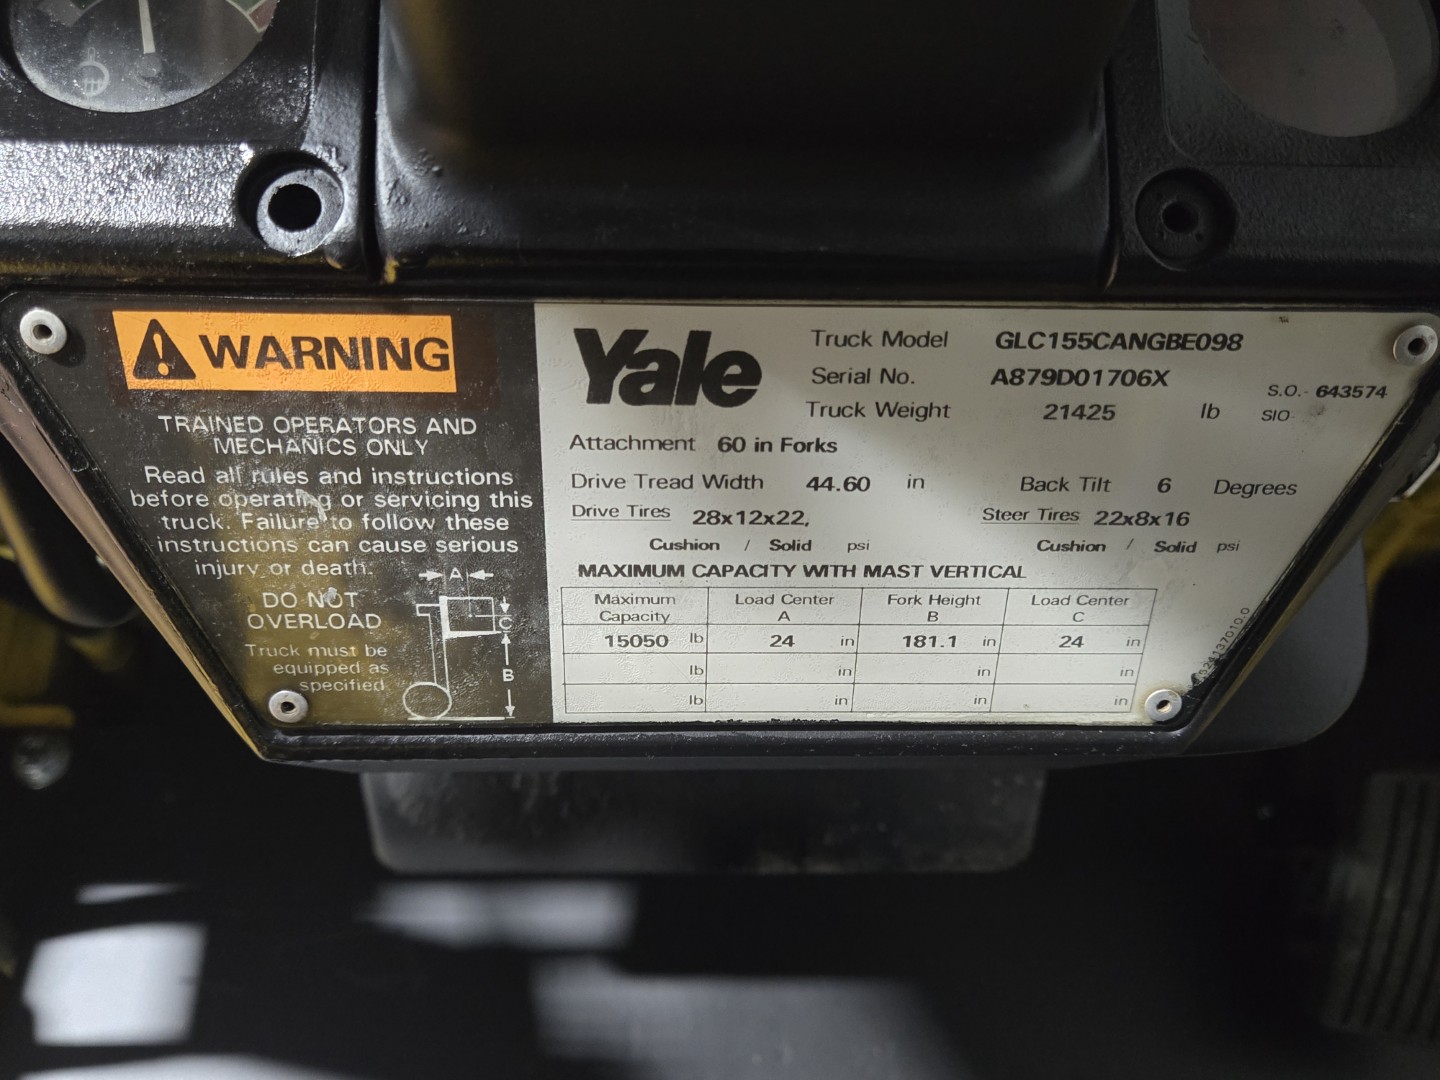 WARNING
TRAINED OPERATORS AND
MECHANICS ONLY
Read all rules and instructions
before operating or servicing this
truck. Failure to follow these
instructions can cause serious
injury or death.
DO NOT
OVERLOAD
Truck must be
equipped as
specified
A
C
B
Yale
Truck Model GLC155CANGBE098
Serial No. A879D01706X
Truck Weight 21425 lb
S.O.- 643574
SIO-
Attachment 60 in Forks
Drive Tread Width 44.60 in Back Tilt 6 Degrees
Drive Tires 28x12x22, Steer Tires 22x8x16
Cushion / Solid psi Cushion / Solid psi
MAXIMUM CAPACITY WITH MAST VERTICAL
Maximum Capacity Load Center A Fork Height B Load Center C
15050 lb 24 in 181.1 in 24 in
lb in in in
lb in in in